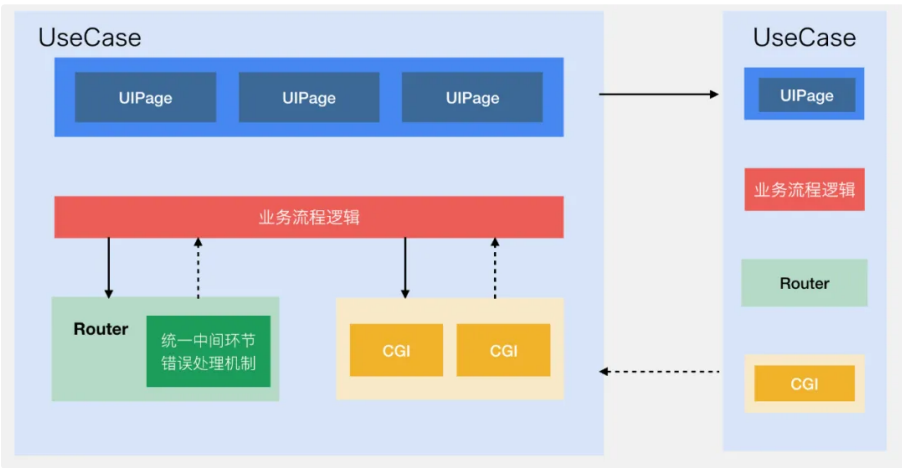 UseCase
UIPage
UIPage
UIPage
业务流程逻辑
Router
统一中间环节
错误处理机制
CGI
CGI
UseCase
UIPage
业务流程逻辑
Router
CGI